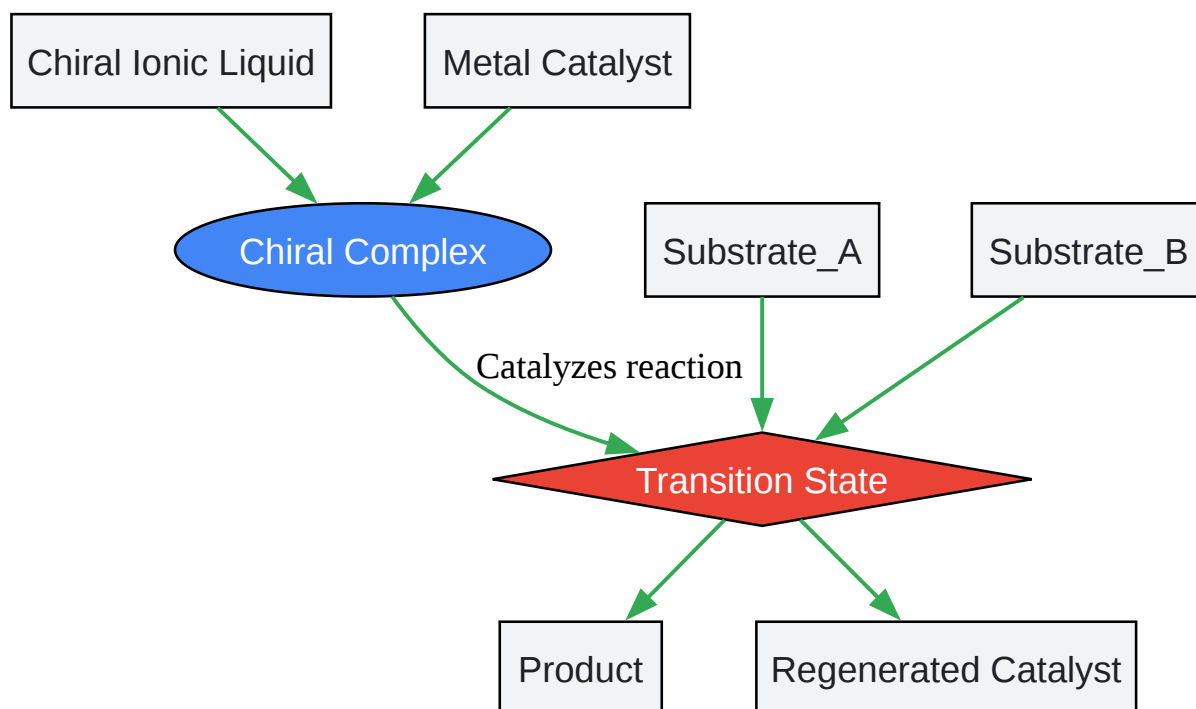 Chiral Ionic Liquid
Metal Catalyst
Chiral Complex
Substrate_A
Substrate_B
Catalyzes reaction
Transition State
Product
Regenerated Catalyst